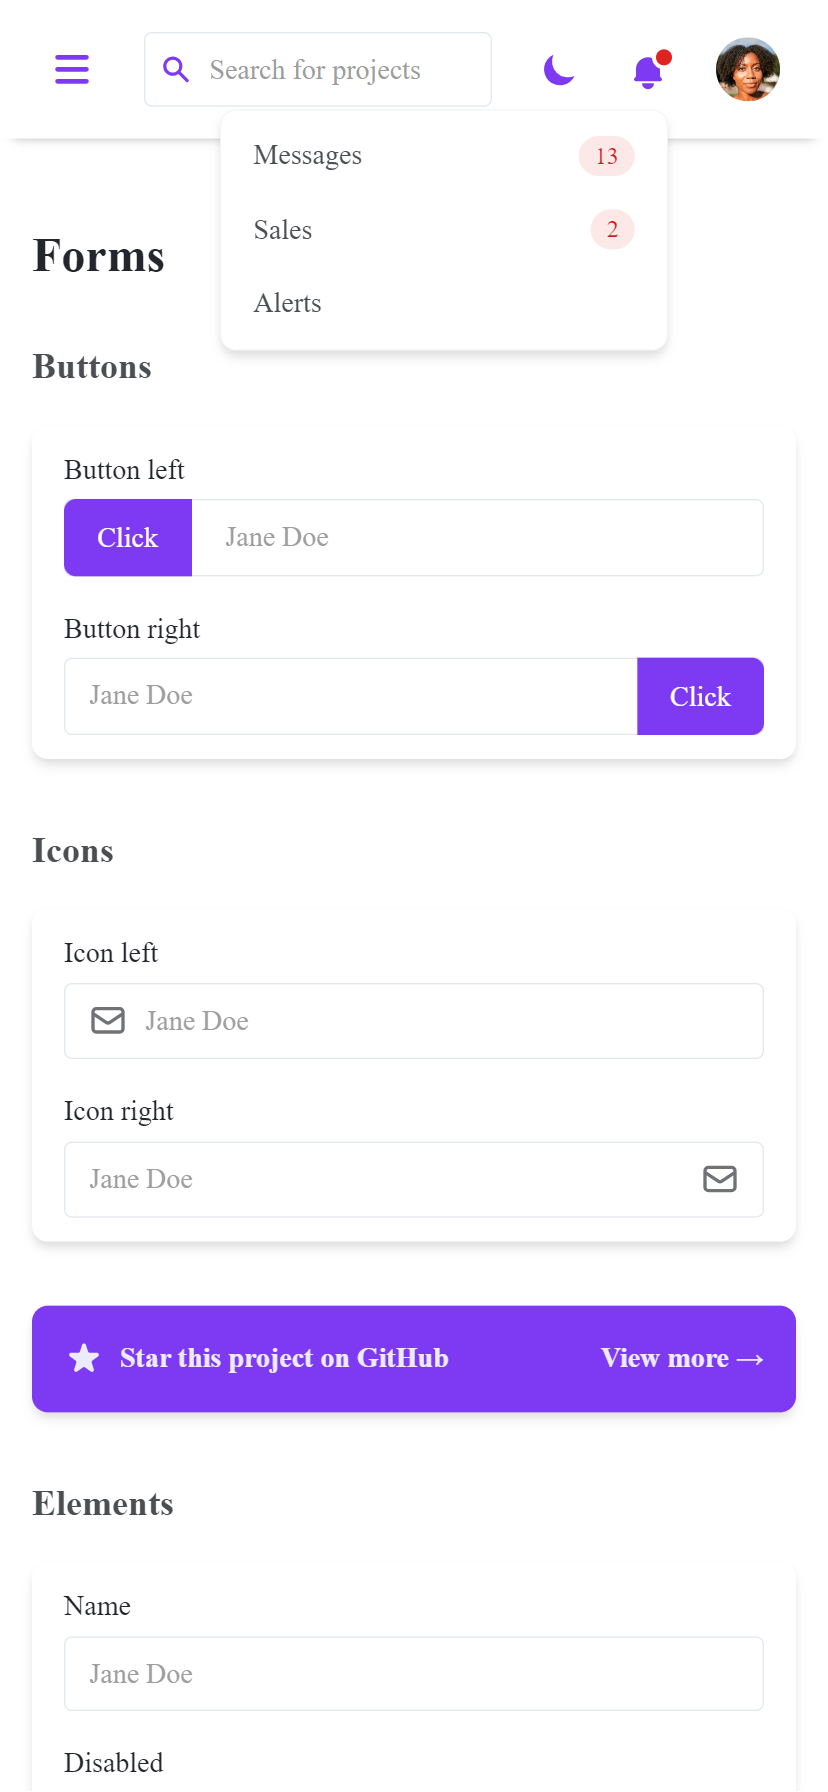 Search for projects
Messages 13
Sales 2
Alerts
Forms
Buttons
Button left
Click Jane Doe
Button right
Jane Doe Click
Icons
Icon left
Jane Doe
Icon right
Jane Doe
Star this project on GitHub View more →
Elements
Name
Jane Doe
Disabled